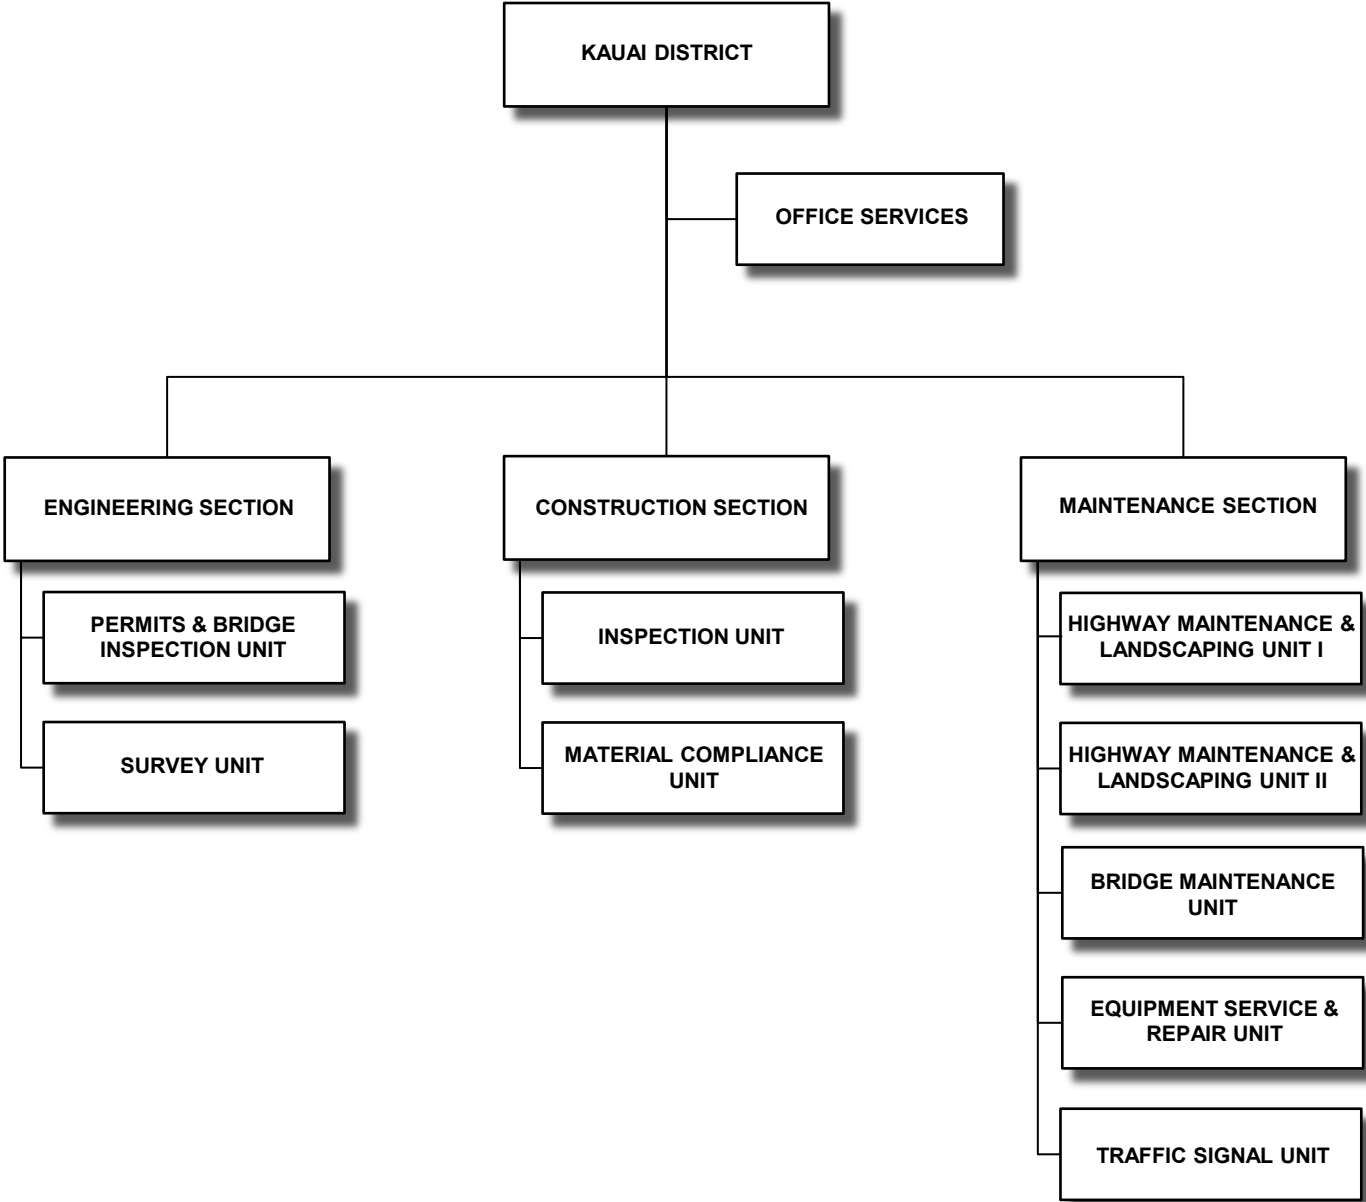 KAUAI DISTRICT
OFFICE SERVICES
ENGINEERING SECTION
PERMITS & BRIDGE
INSPECTION UNIT
SURVEY UNIT
CONSTRUCTION SECTION
INSPECTION UNIT
MATERIAL COMPLIANCE
UNIT
MAINTENANCE SECTION
HIGHWAY MAINTENANCE &
LANDSCAPING UNIT I
HIGHWAY MAINTENANCE &
LANDSCAPING UNIT II
BRIDGE MAINTENANCE
UNIT
EQUIPMENT SERVICE &
REPAIR UNIT
TRAFFIC SIGNAL UNIT